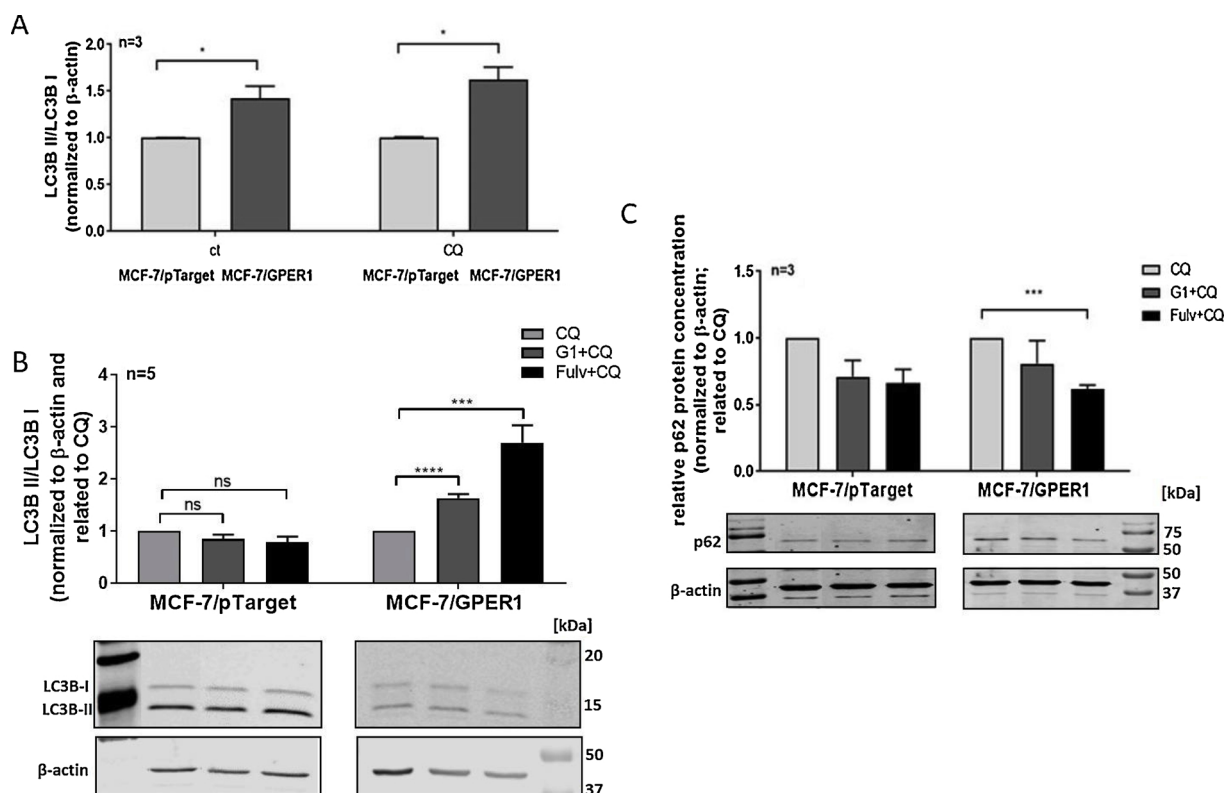 A
LC3B II/LC3B I
(normalized to β-actin)
n=3
2.0
1.5
1.0
0.5
0.0
*
*
ct
CQ
MCF-7/pTarget MCF-7/GPER1
MCF-7/pTarget MCF-7/GPER1
B
LC3B II/LC3B I
(normalized to β-actin and
related to CQ)
n=5
CQ
G1+CQ
Fulv+CQ
4
3
2
1
0
ns
ns
***
****
MCF-7/pTarget
MCF-7/GPER1
[kDa]
LC3B-I
LC3B-II
20
15
β-actin
50
37
C
relative p62 protein concentration
(normalized to β-actin;
related to CQ)
n=3
CQ
G1+CQ
Fulv+CQ
1.5
1.0
0.5
0.0
***
MCF-7/pTarget
MCF-7/GPER1
[kDa]
p62
75
50
β-actin
50
37